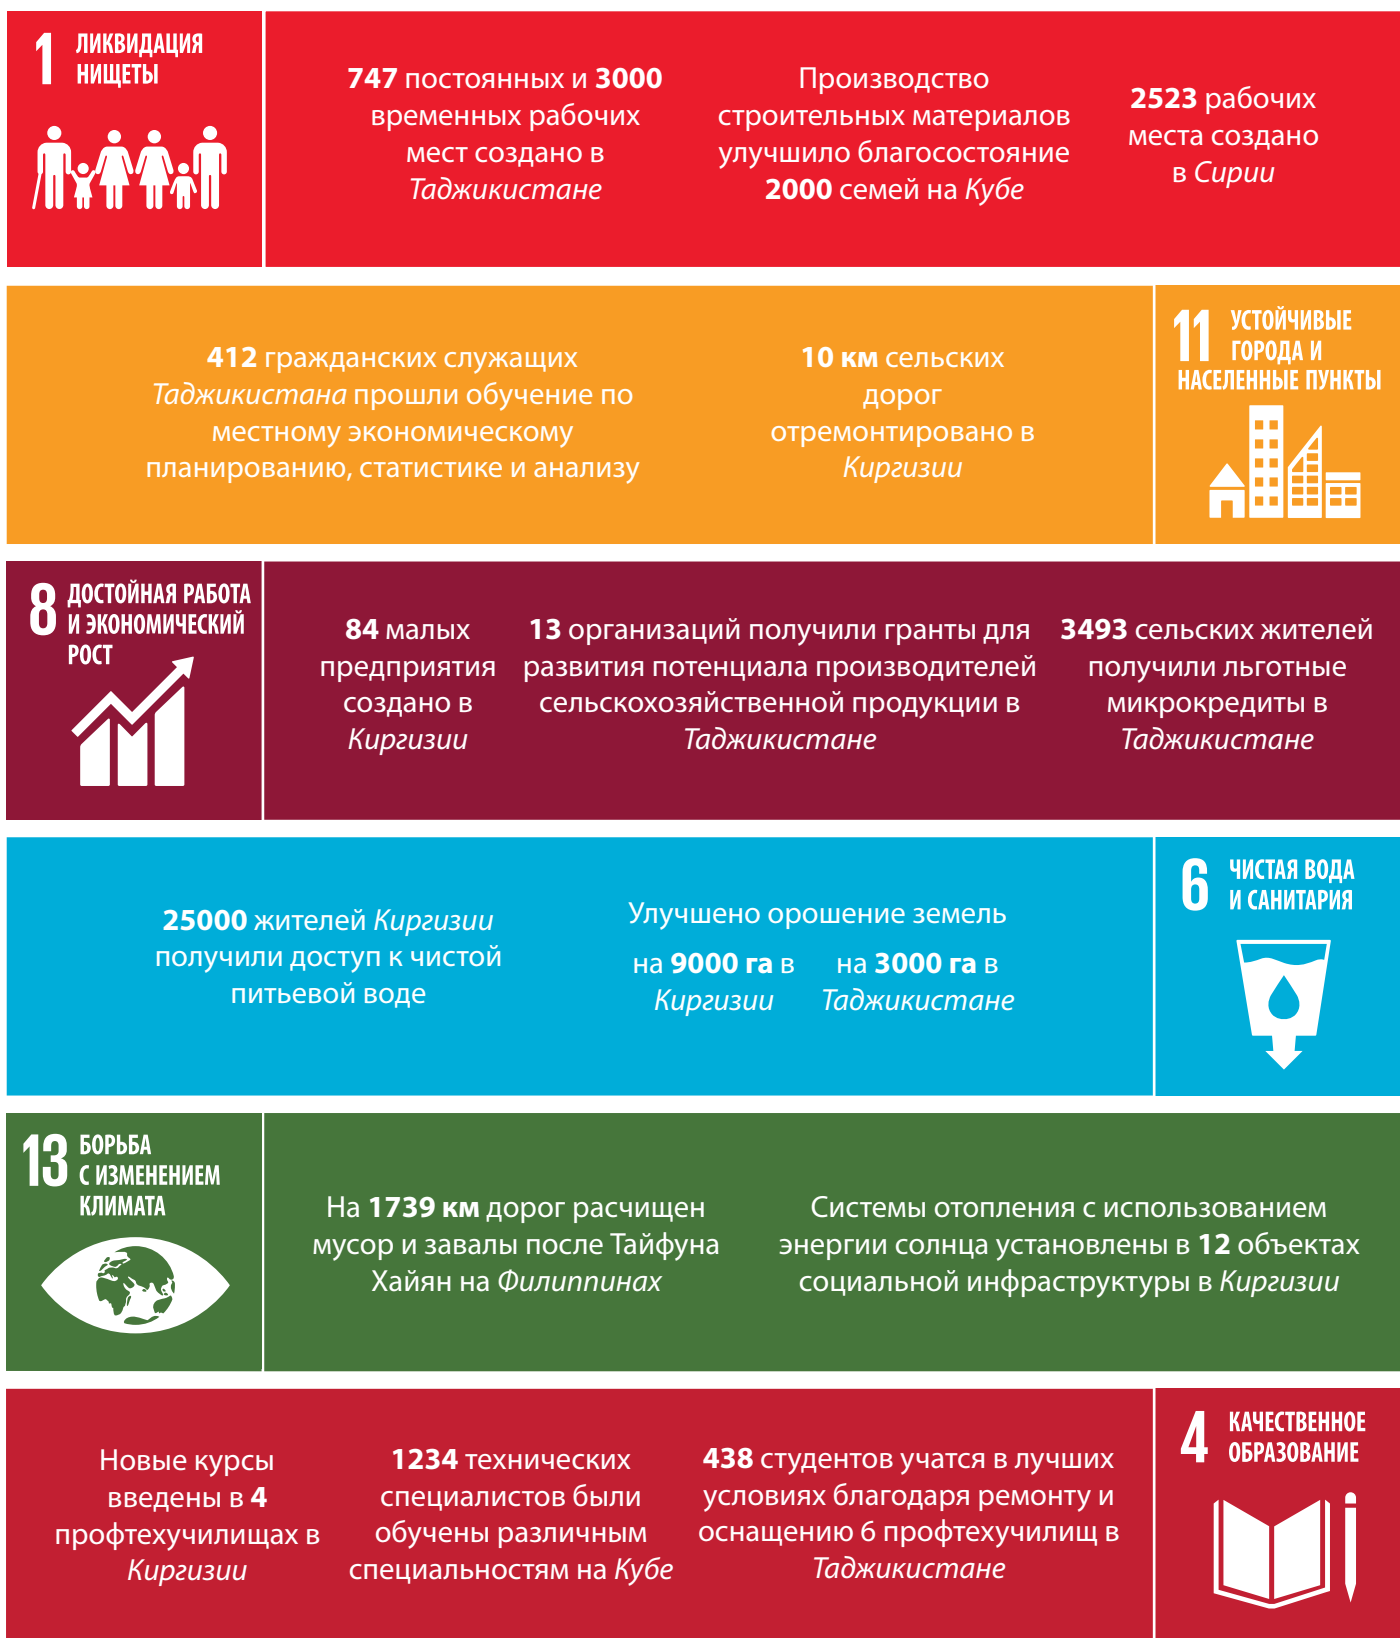 1 ЛИКВИДАЦИЯ
НИЩЕТЫ
747 постоянных и 3000
временных рабочих
мест создано в
Таджикистане
Производство
строительных материалов
улучшило благосостояние
2000 семей на Кубе
2523 рабочих
места создано
в Сирии
412 гражданских служащих
Таджикистана прошли обучение по
местному экономическому
планированию, статистике и анализу
10 км сельских
дорог
отремонтировано в
Киргизии
11 УСТОЙЧИВЫЕ
ГОРОДА И
НАСЕЛЕННЫЕ ПУНКТЫ
8 ДОСТОЙНАЯ РАБОТА
И ЭКОНОМИЧЕСКИЙ
РОСТ
84 малых
предприятия
создано в
Киргизии
13 организаций получили гранты для
развития потенциала производителей
сельскохозяйственной продукции в
Таджикистане
3493 сельских жителей
получили льготные
микрокредиты в
Таджикистане
25000 жителей Киргизии
получили доступ к чистой
питьевой воде
Улучшено орошение земель
на 9000 га в
Киргизии
на 3000 га в
Таджикистане
6 ЧИСТАЯ ВОДА
И САНИТАРИЯ
13 БОРЬБА
С ИЗМЕНЕНИЕМ
КЛИМАТА
На 1739 км дорог расчищен
мусор и завалы после Тайфуна
Хайян на Филиппинах
Системы отопления с использованием
энергии солнца установлены в 12 объектах
социальной инфраструктуры в Киргизии
Новые курсы
введены в 4
профтехучилищах в
Киргизии
1234 технических
специалистов были
обучены различным
специальностям на Кубе
438 студентов учатся в лучших
условиях благодаря ремонту и
оснащению 6 профтехучилищ в
Таджикистане
4 КАЧЕСТВЕННОЕ
ОБРАЗОВАНИЕ